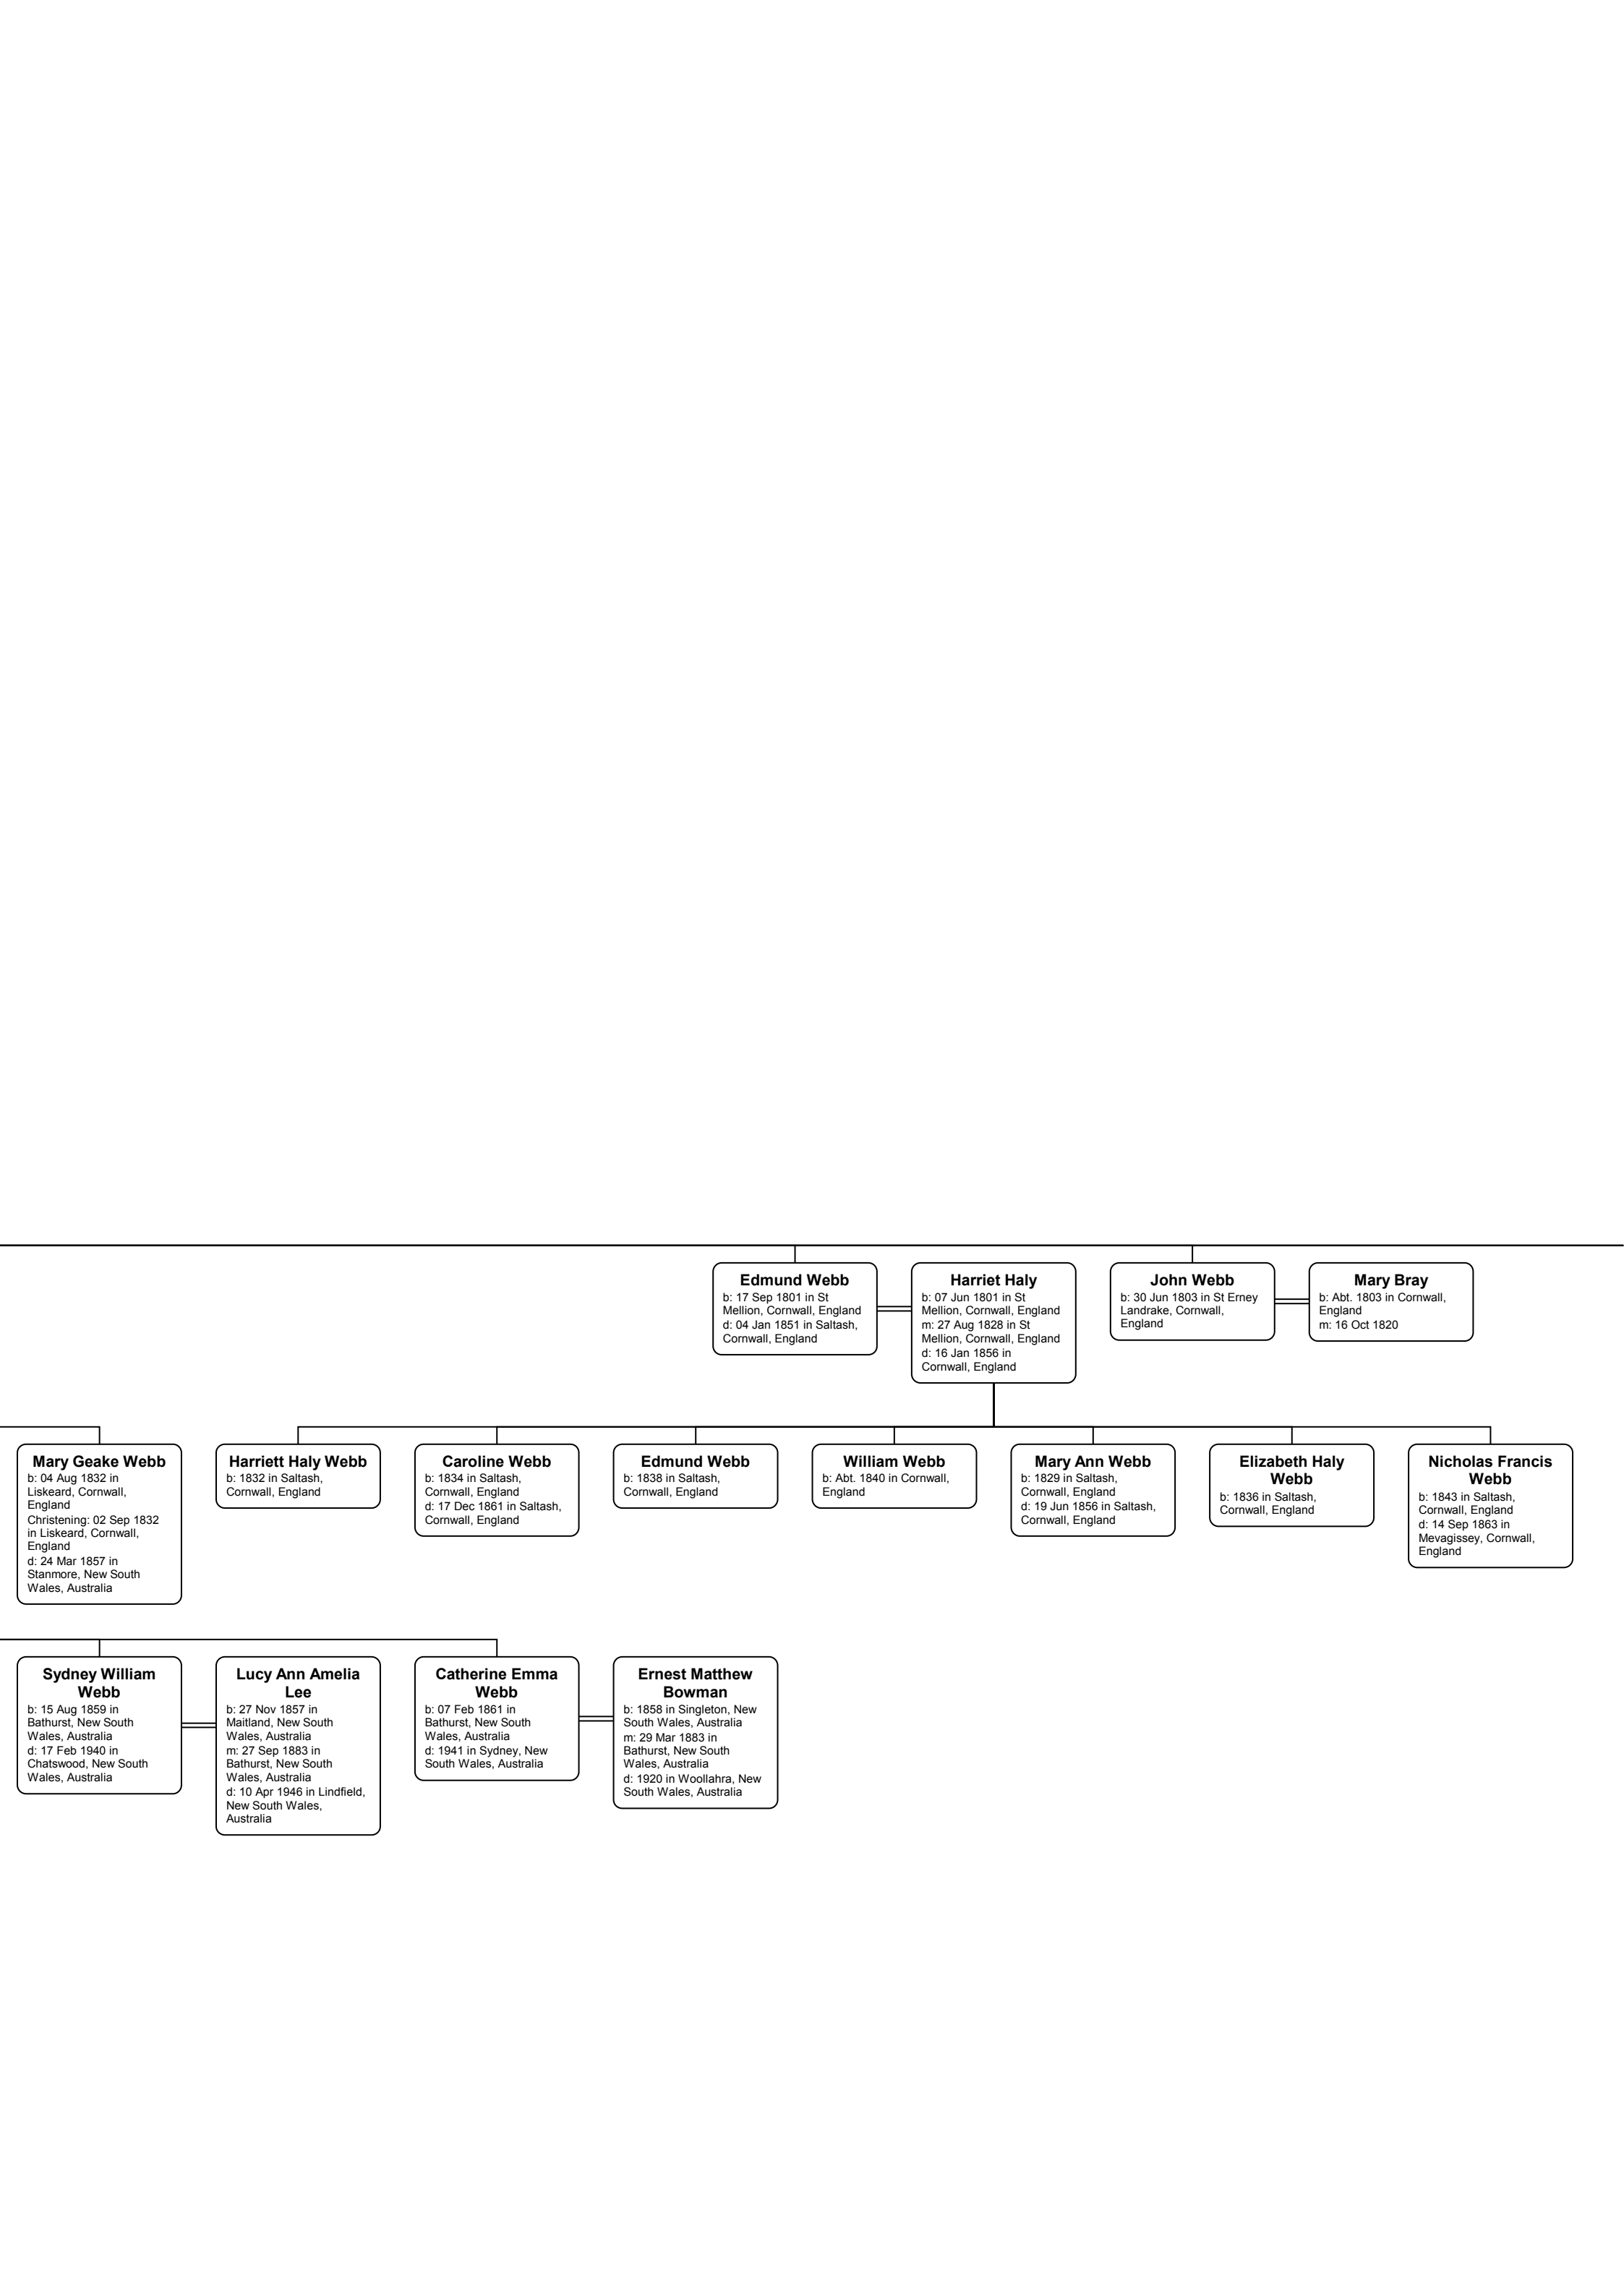 Edmund Webb
b: 17 Sep 1801 in St
Mellion, Cornwall, England
d: 04 Jan 1851 in Saltash,
Cornwall, England
Harriet Haly
b: 07 Jun 1801 in St
Mellion, Cornwall, England
m: 27 Aug 1828 in St
Mellion, Cornwall, England
d: 16 Jan 1856 in
Cornwall, England
John Webb
b: 30 Jun 1803 in St Erney
Landrake, Cornwall,
England
Mary Bray
b: Abt. 1803 in Cornwall,
England
m: 16 Oct 1820
Mary Geake Webb
b: 04 Aug 1832 in
Liskeard, Cornwall,
England
Christening: 02 Sep 1832
in Liskeard, Cornwall,
England
d: 24 Mar 1857 in
Stanmore, New South
Wales, Australia
Harriett Haly Webb
b: 1832 in Saltash,
Cornwall, England
Caroline Webb
b: 1834 in Saltash,
Cornwall, England
d: 17 Dec 1861 in Saltash,
Cornwall, England
Edmund Webb
b: 1838 in Saltash,
Cornwall, England
William Webb
b: Abt. 1840 in Cornwall,
England
Mary Ann Webb
b: 1829 in Saltash,
Cornwall, England
d: 19 Jun 1856 in Saltash,
Cornwall, England
Elizabeth Haly
Webb
b: 1836 in Saltash,
Cornwall, England
Nicholas Francis
Webb
b: 1843 in Saltash,
Cornwall, England
d: 14 Sep 1863 in
Mevagissey, Cornwall,
England
Sydney William
Webb
b: 15 Aug 1859 in
Bathurst, New South
Wales, Australia
d: 17 Feb 1940 in
Chatswood, New South
Wales, Australia
Lucy Ann Amelia
Lee
b: 27 Nov 1857 in
Maitland, New South
Wales, Australia
m: 27 Sep 1883 in
Bathurst, New South
Wales, Australia
d: 10 Apr 1946 in Lindfield,
New South Wales,
Australia
Catherine Emma
Webb
b: 07 Feb 1861 in
Bathurst, New South
Wales, Australia
d: 1941 in Sydney, New
South Wales, Australia
Ernest Matthew
Bowman
b: 1858 in Singleton, New
South Wales, Australia
m: 29 Mar 1883 in
Bathurst, New South
Wales, Australia
d: 1920 in Woollahra, New
South Wales, Australia